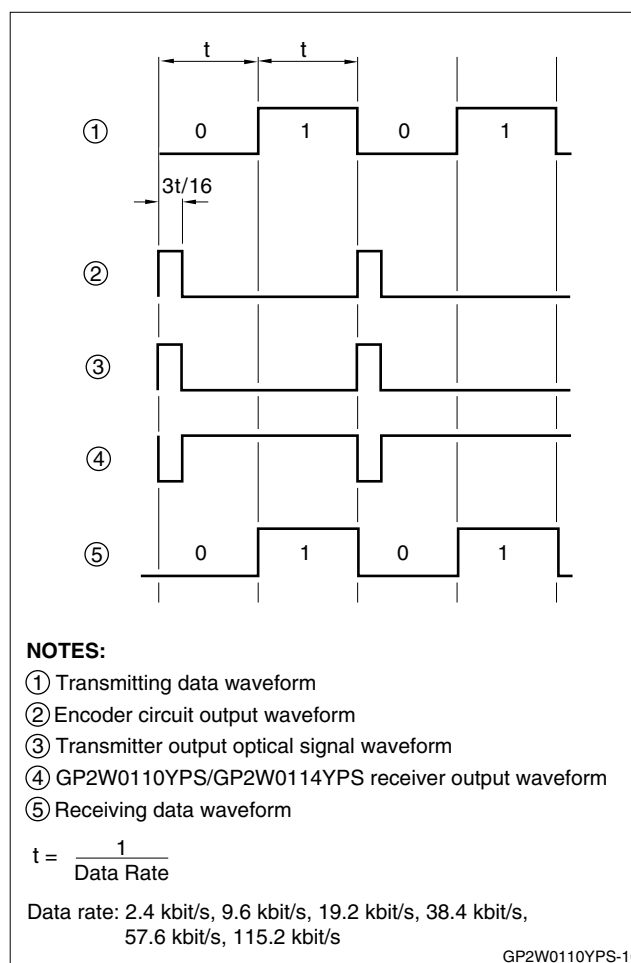 t t
① 0 1 0 1
3t/16
②
③
④
⑤ 0 1 0 1
NOTES:
① Transmitting data waveform
② Encoder circuit output waveform
③ Transmitter output optical signal waveform
④ GP2W0110YPS/GP2W0114YPS receiver output waveform
⑤ Receiving data waveform
t = 1
Data Rate
Data rate: 2.4 kbit/s, 9.6 kbit/s, 19.2 kbit/s, 38.4 kbit/s,
57.6 kbit/s, 115.2 kbit/s